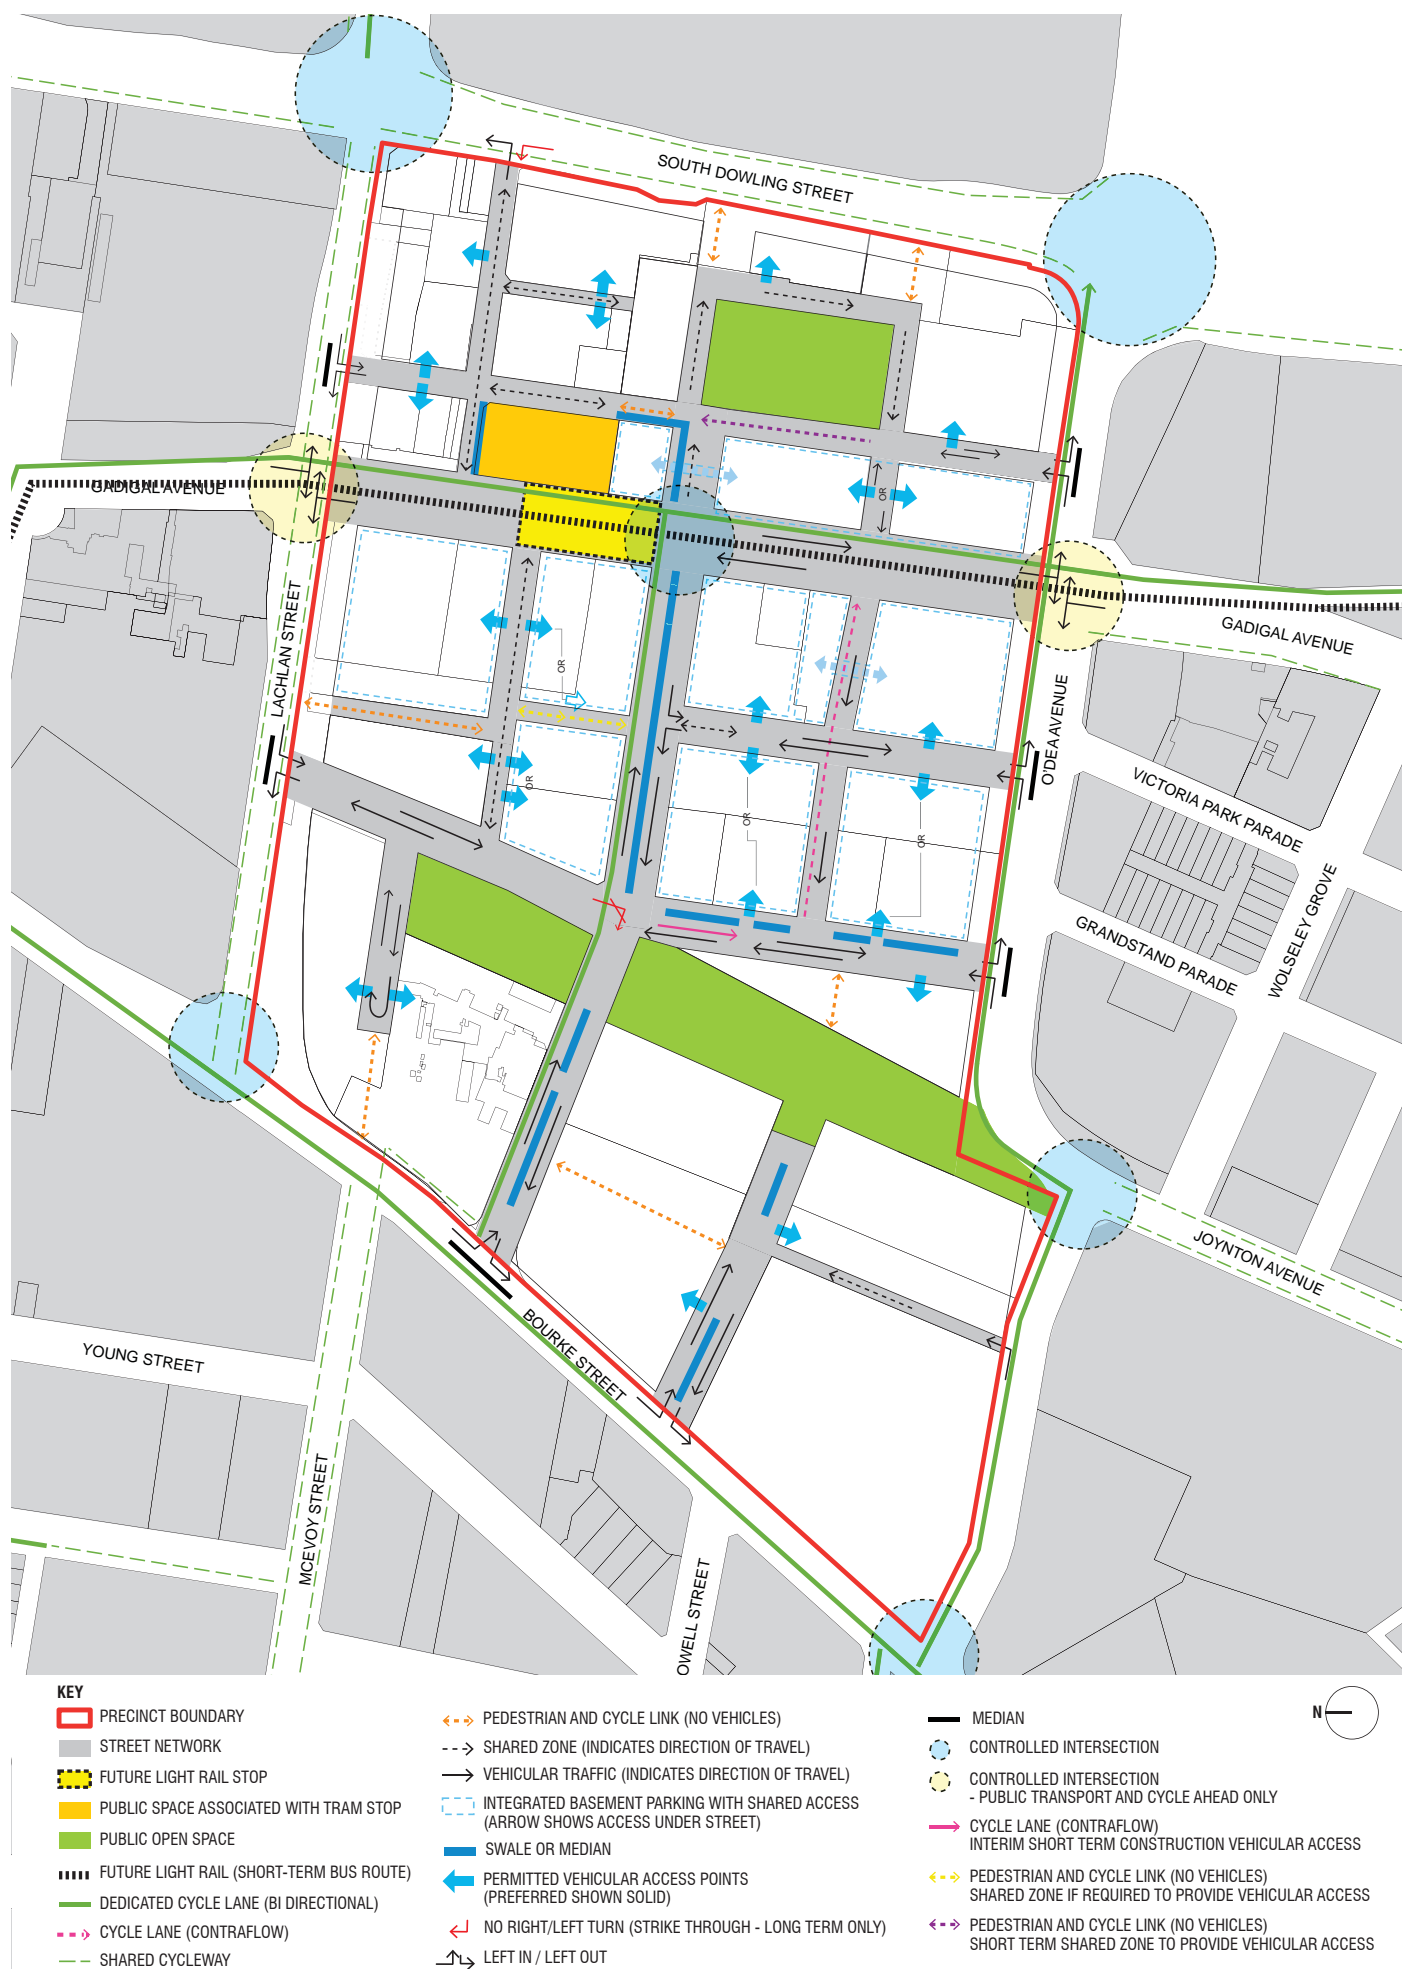 SOUTH DOWLING STREET
GADIGAL AVENUE
OR
LACHLAN STREET
OR
GADIGAL AVENUE
O'DEA AVENUE
OR
OR
OR
VICTORIA PARK PARADE
GRANDSTAND PARADE
WOLSELEY GROVE
JOYNTON AVENUE
BOURKE STREET
YOUNG STREET
MCEVOY STREET
OWELL STREET
KEY
PRECINCT BOUNDARY
STREET NETWORK
FUTURE LIGHT RAIL STOP
PUBLIC SPACE ASSOCIATED WITH TRAM STOP
PUBLIC OPEN SPACE
FUTURE LIGHT RAIL (SHORT-TERM BUS ROUTE)
DEDICATED CYCLE LANE (BI DIRECTIONAL)
CYCLE LANE (CONTRAFLOW)
SHARED CYCLEWAY
PEDESTRIAN AND CYCLE LINK (NO VEHICLES)
SHARED ZONE (INDICATES DIRECTION OF TRAVEL)
VEHICULAR TRAFFIC (INDICATES DIRECTION OF TRAVEL)
INTEGRATED BASEMENT PARKING WITH SHARED ACCESS
(ARROW SHOWS ACCESS UNDER STREET)
SWALE OR MEDIAN
PERMITTED VEHICULAR ACCESS POINTS
(PREFERRED SHOWN SOLID)
NO RIGHT/LEFT TURN (STRIKE THROUGH - LONG TERM ONLY)
LEFT IN / LEFT OUT
MEDIAN
CONTROLLED INTERSECTION
CONTROLLED INTERSECTION
- PUBLIC TRANSPORT AND CYCLE AHEAD ONLY
CYCLE LANE (CONTRAFLOW)
INTERIM SHORT TERM CONSTRUCTION VEHICULAR ACCESS
PEDESTRIAN AND CYCLE LINK (NO VEHICLES)
SHARED ZONE IF REQUIRED TO PROVIDE VEHICULAR ACCESS
PEDESTRIAN AND CYCLE LINK (NO VEHICLES)
SHORT TERM SHARED ZONE TO PROVIDE VEHICULAR ACCESS
N